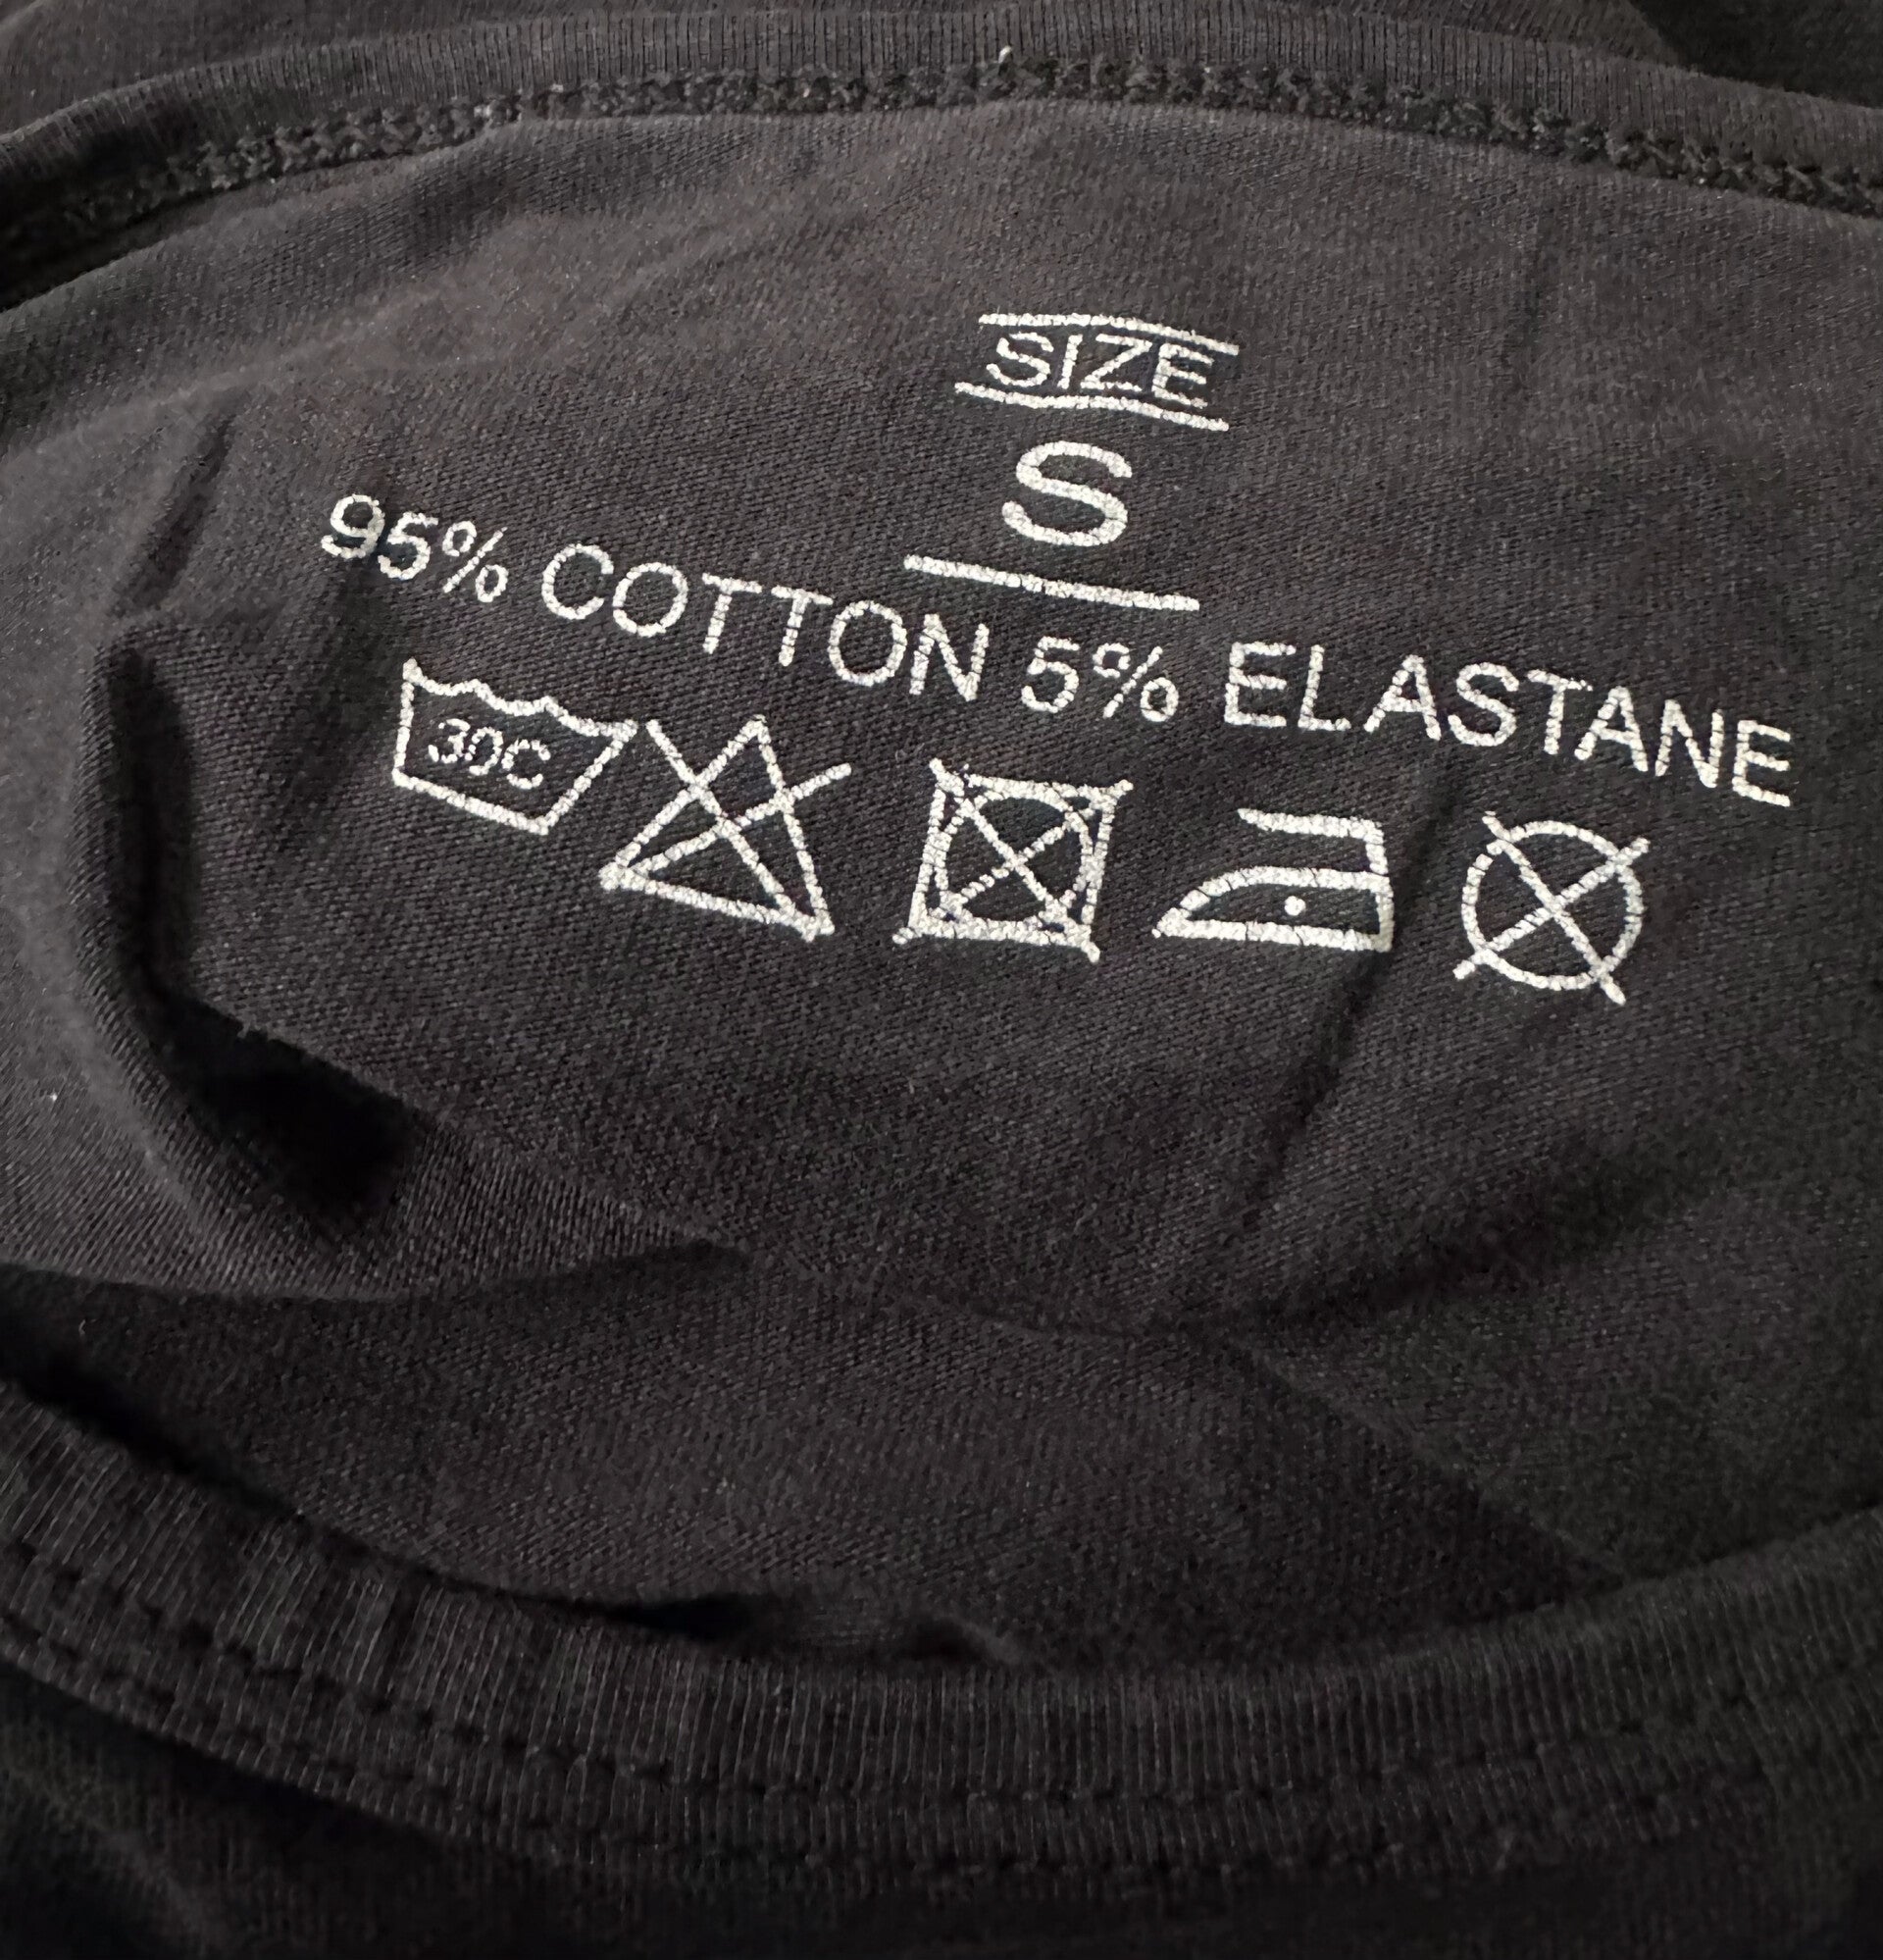 SIZE
S
95% COTTON 5% ELASTANE
30C